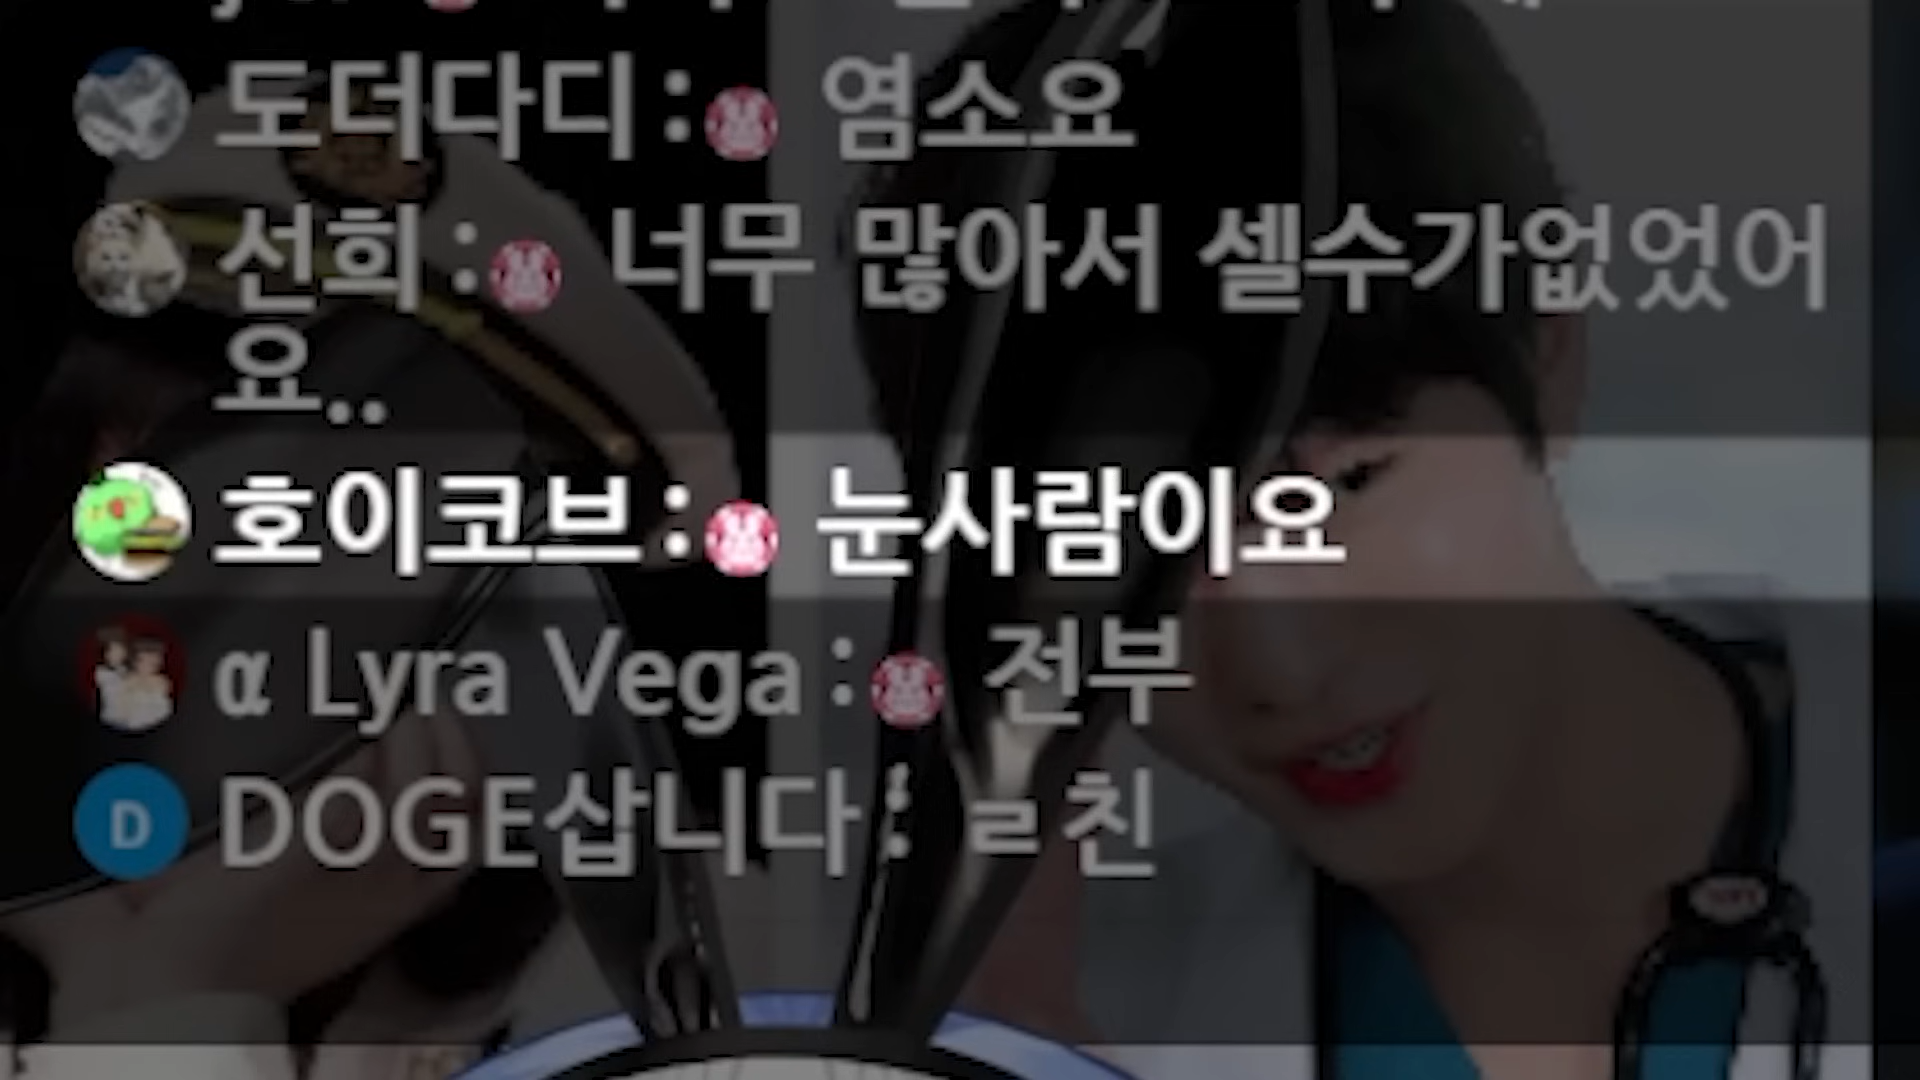 도더다디 : 염소요
선희 : 너무 많아서 셀수가없었어
요..
호이코브 : 눈사람이요
α Lyra Vega : 전부
D DOGE삽니다 : ㄹ친